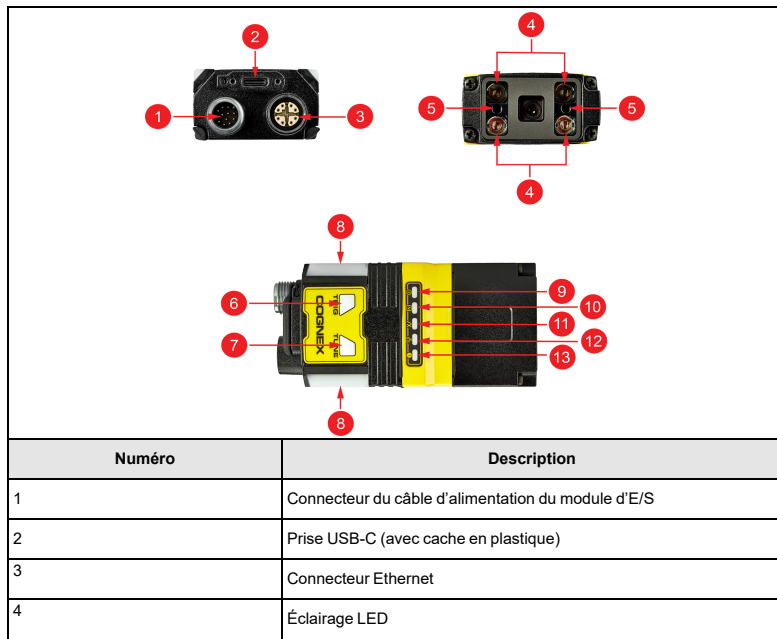 2
4
1
3
5
5
4
8
6
TRIG
COGNEX
7
TUNE
9
10
11
12
13
8
Numéro Description
1 Connecteur du câble d’alimentation du module d’E/S
2 Prise USB-C (avec cache en plastique)
3 Connecteur Ethernet
4 Éclairage LED